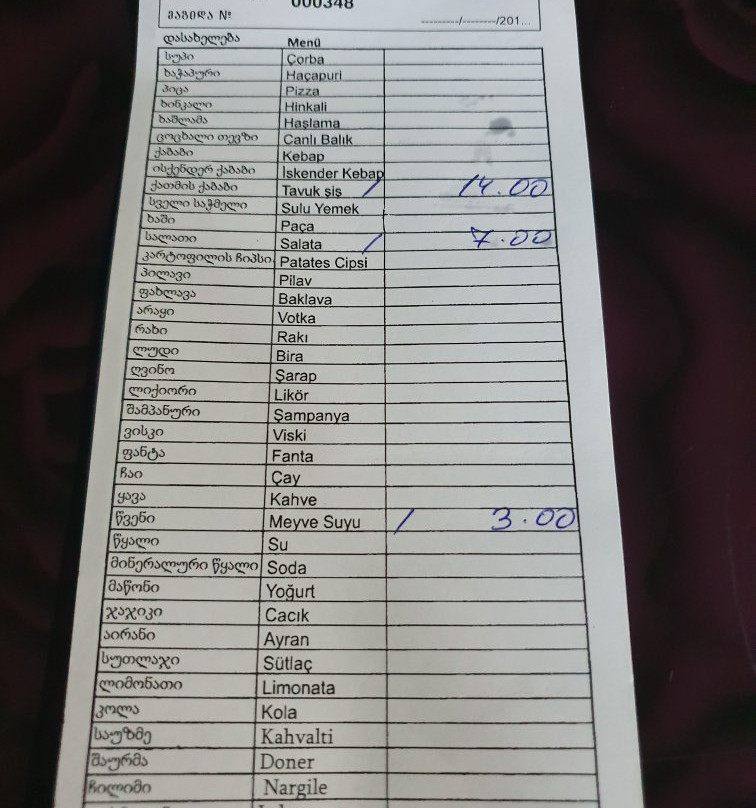 000348
მაგიდა №
---------/--------/201...
დასახელება Menü
სუპი Çorba
ხაჭაპური Haçapuri
პიცა Pizza
ხინკალი Hinkali
ხაშლამა Haşlama
ცოცხალი თევზი Canlı Balık
ქაბაბი Kebap
ისქენდერ ქაბაბი İskender Kebap
ქათმის ქაბაბი Tavuk şiş / 14.00
სველი საჭმელი Sulu Yemek
ხაში Paça
სალათი Salata / 7.00
კარტოფილის ჩიპსი Patates Cipsi
პილავი Pilav
ფახლავა Baklava
არაყი Votka
რახი Rakı
ლუდი Bira
ღვინო Şarap
ლიქიორი Likör
შამპანური Şampanya
ვისკი Viski
ფანტა Fanta
ჩაი Çay
ყავა Kahve
წვენი Meyve Suyu / 3.00
წყალი Su
მინერალური წყალი Soda
მაწონი Yoğurt
ჯაჯიკი Cacık
აირანი Ayran
სუთლაჯი Sütlaç
ლიმონათი Limonata
კოლა Kola
საუზმე Kahvalti
შაურმა Doner
ჩილიმი Nargile